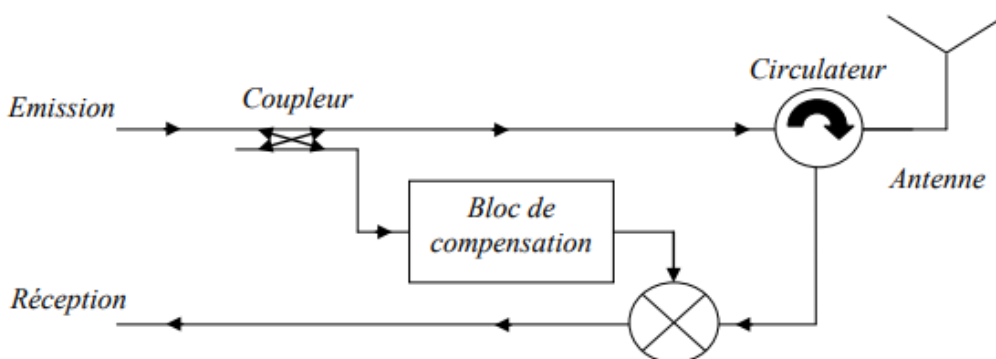 Circulateur
Coupleur
Emission
Antenne
Bloc de
compensation
Réception